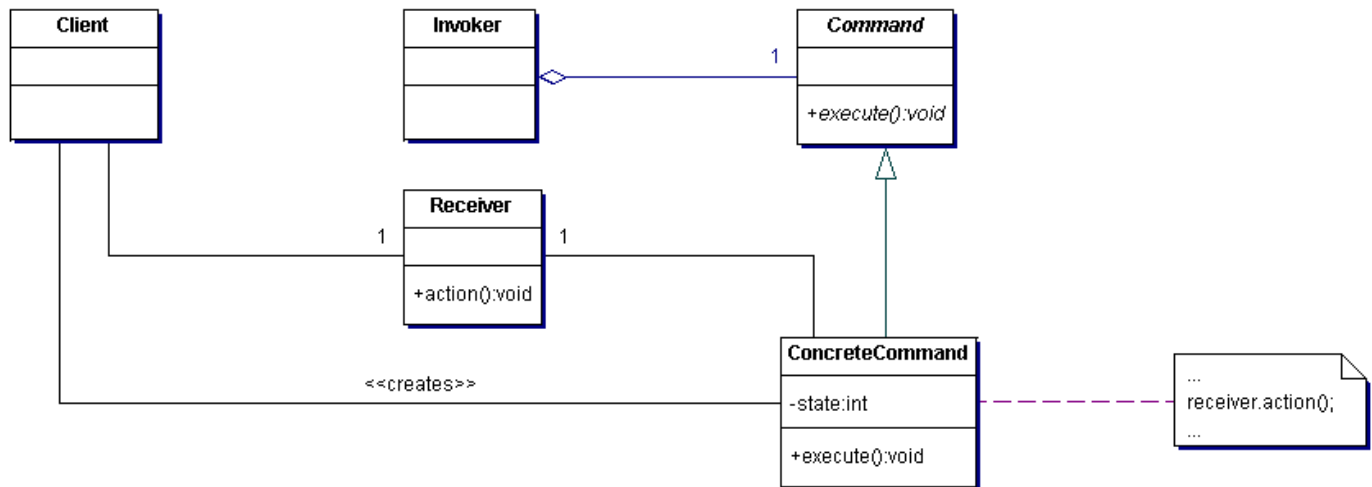 Client
Invoker
Command
1
+execute():void
Receiver
1
1
+action():void
ConcreteCommand
<<creates>>
-state:int
+execute():void
...
receiver.action();
...